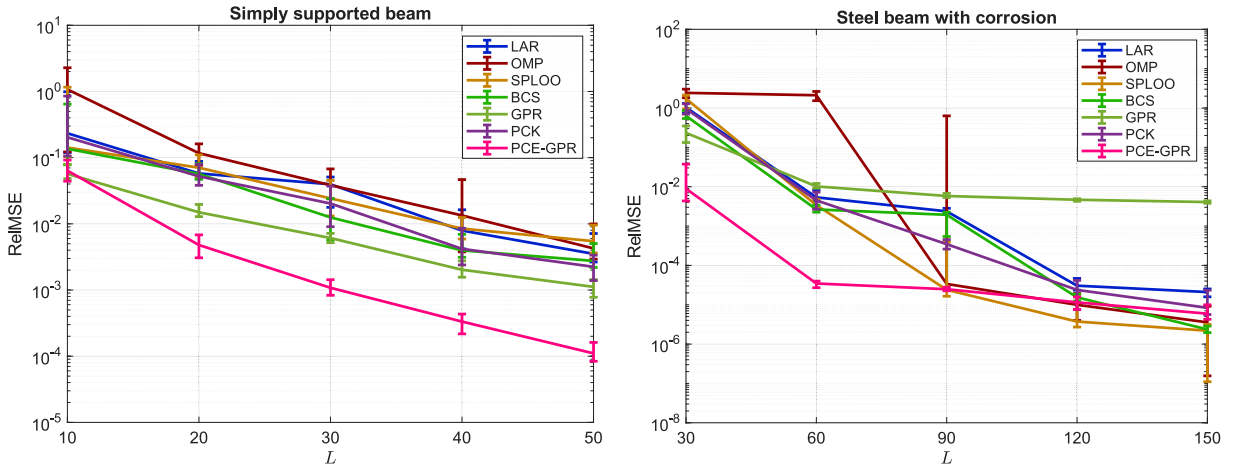 Simply supported beam
10^1
10^0
10^-1
10^-2
10^-3
10^-4
10^-5
RelMSE
10 20 30 40 50
L
LAR
OMP
SPLOO
BCS
GPR
PCK
PCE-GPR
Steel beam with corrosion
10^2
10^0
10^-2
10^-4
10^-6
10^-8
RelMSE
30 60 90 120 150
L
LAR
OMP
SPLOO
BCS
GPR
PCK
PCE-GPR